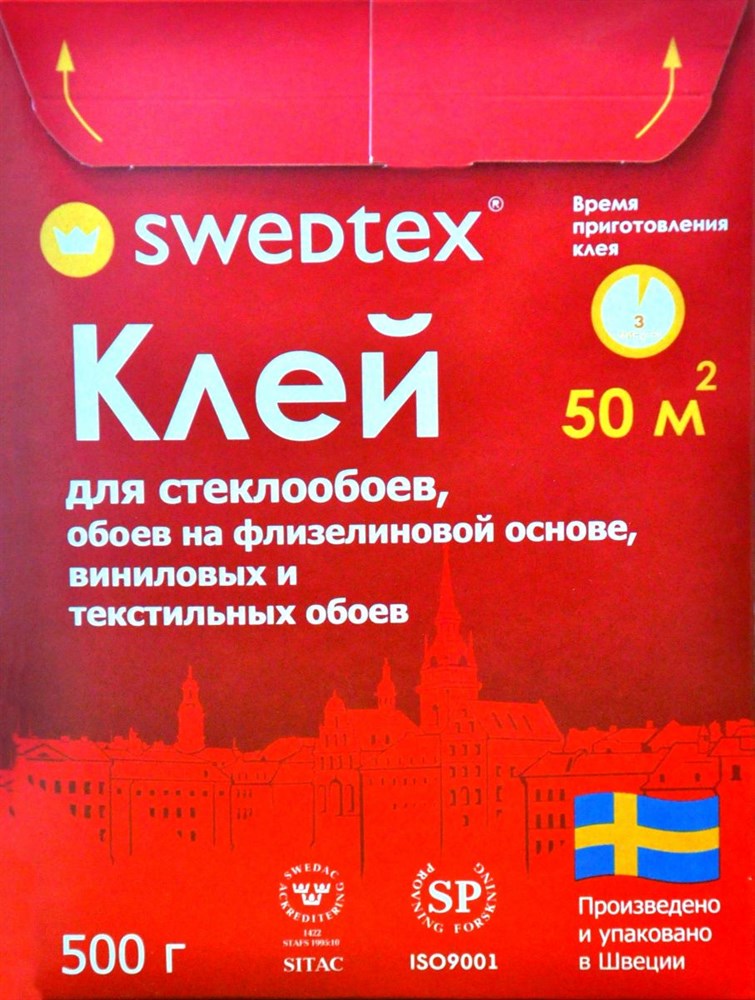 swedtex®
Время
приготовления
клея
3
Клей
50 м²
для стеклообоев,
обоев на флизелиновой основе,
виниловых и
текстильных обоев
SWEDAC
ACKREDITERING
1422
STAFS 1993:10
SITAC
PROVNING FORSKNING
SP
ISO9001
Произведено
и упаковано
в Швеции
500 г